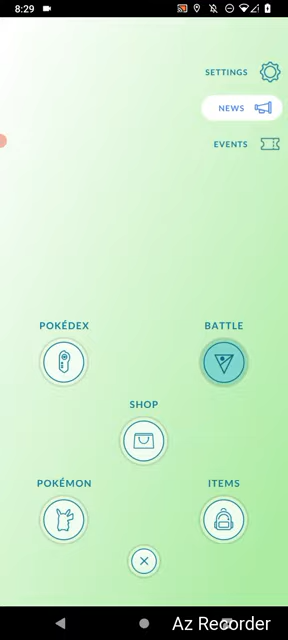 8:29
SETTINGS
NEWS
EVENTS
POKÉDEX
BATTLE
SHOP
POKÉMON
ITEMS
Az Recorder